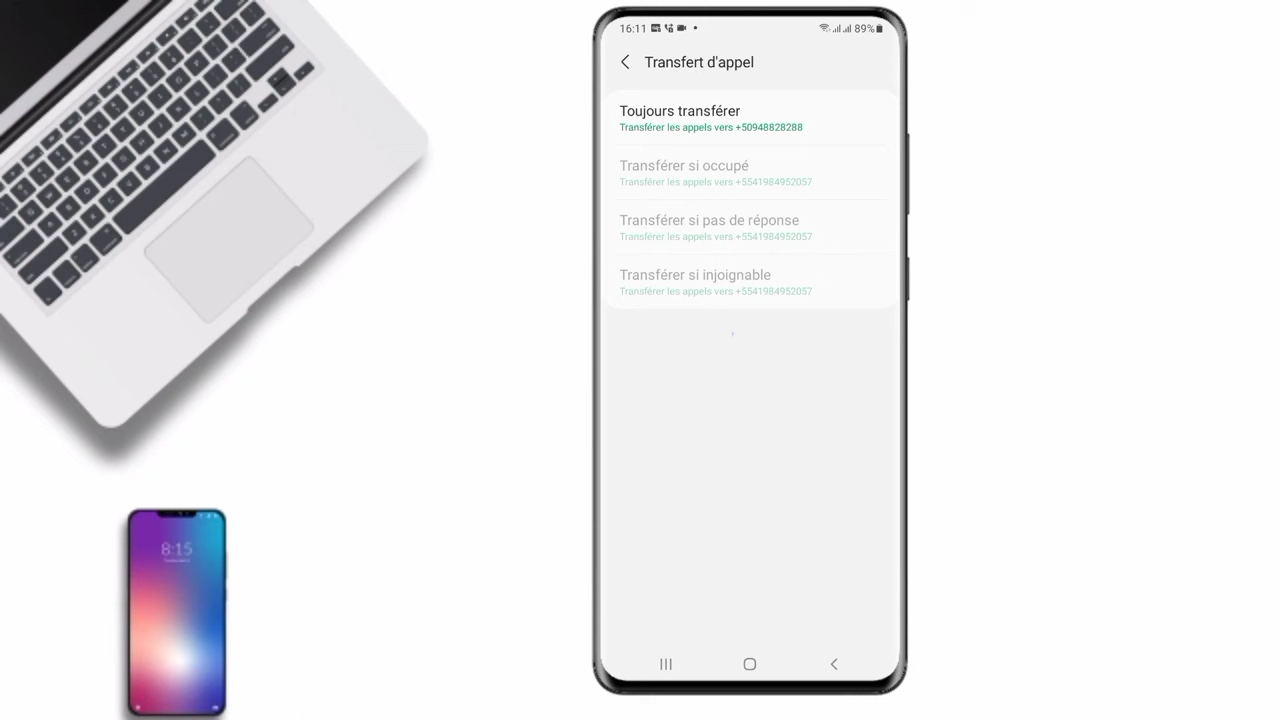 16:11
89%
Transfert d'appel
Toujours transférer
Transférer les appels vers +50948828288
Transférer si occupé
Transférer les appels vers +5541984952057
Transférer si pas de réponse
Transférer les appels vers +5541984952057
Transférer si injoignable
Transférer les appels vers +5541984952057
8:15